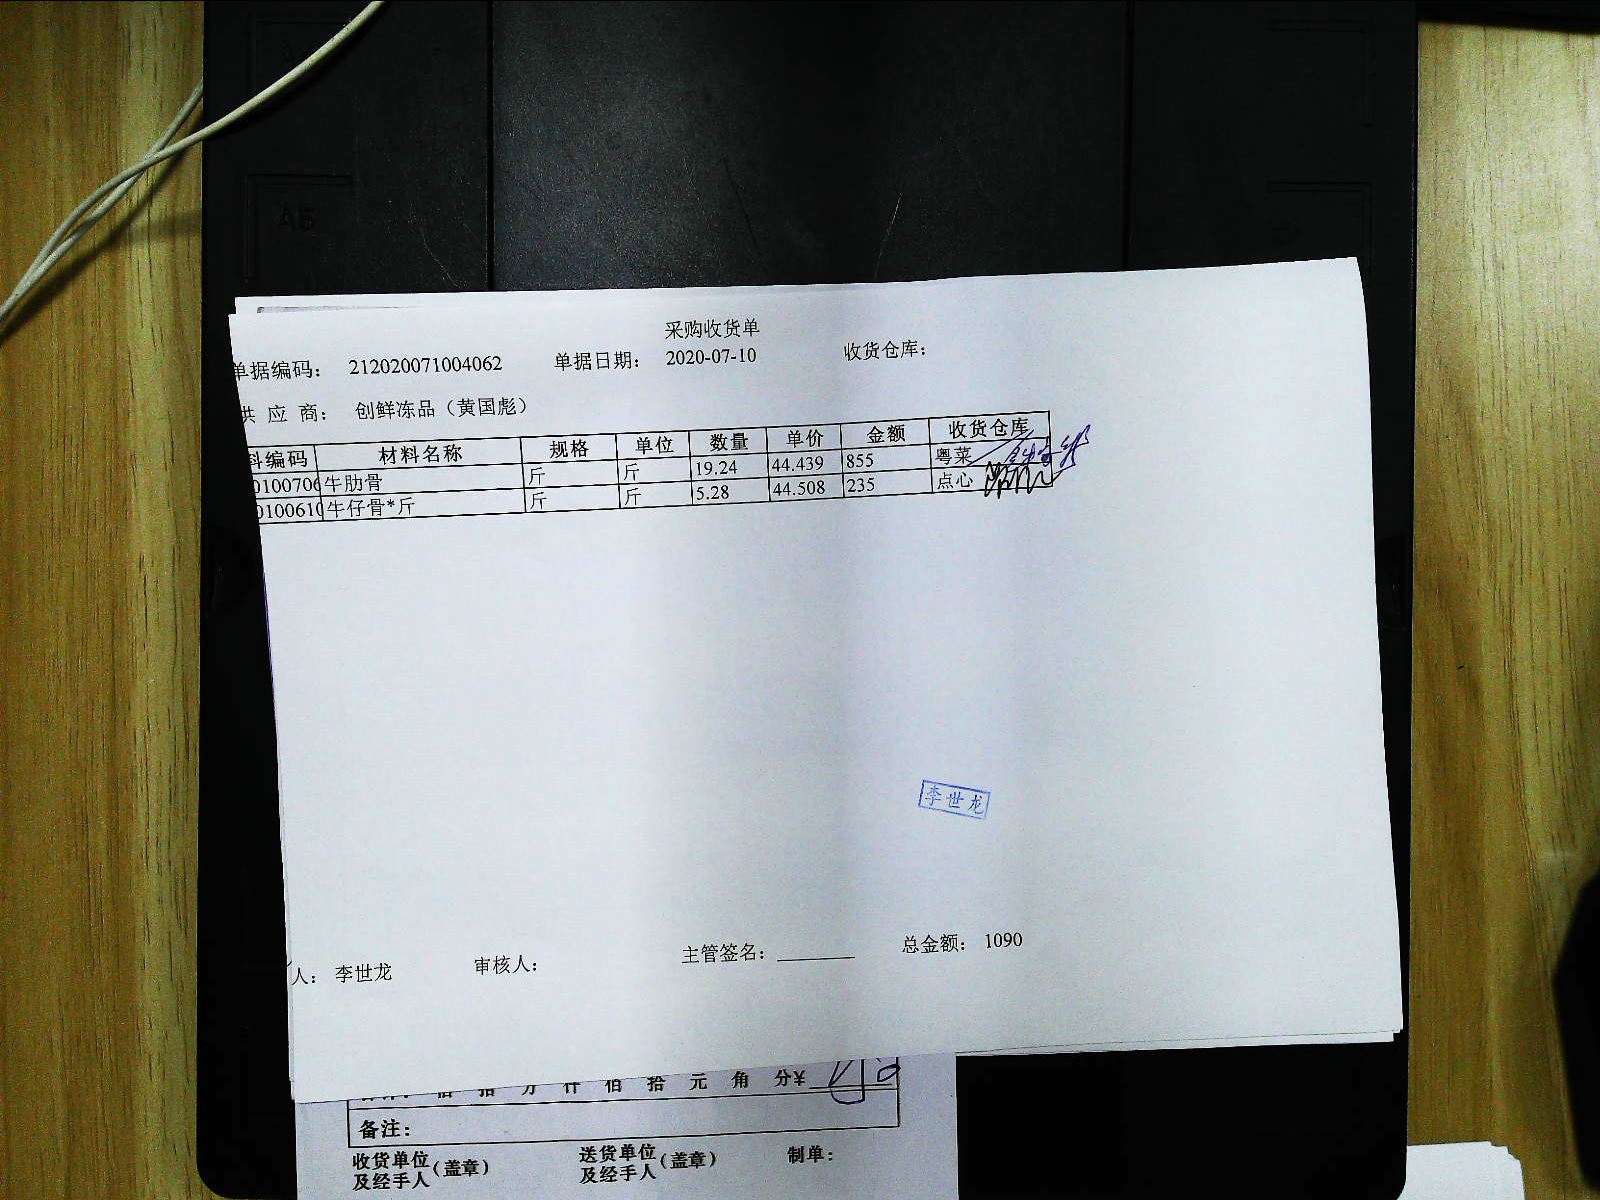 采购收货单
单据编码： 212020071004062 单据日期： 2020-07-10 收货仓库：
供 应 商： 创鲜冻品（黄国彪）
料编码 材料名称 规格 单位 数量 单价 金额 收货仓库
0100706 牛肋骨 斤 斤 19.24 44.439 855 粤菜
0100610 牛仔骨*斤 斤 斤 5.28 44.508 235 点心
李世龙
人： 李世龙 审核人： 主管签名： 总金额： 1090
佰 拾 万 仟 佰 拾 元 角 分¥
备注：
收货单位及经手人（盖章） 送货单位及经手人（盖章） 制单：